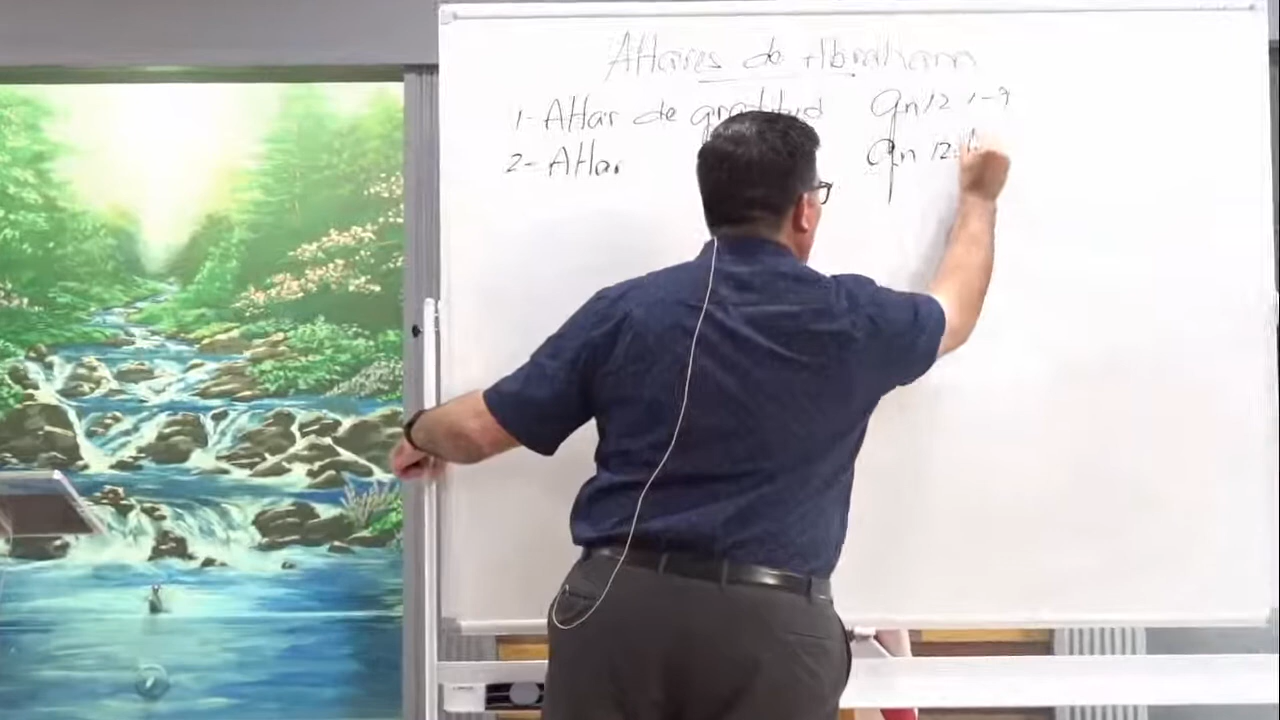 Altares de Abraham
1- Altar de gratitud Gn 12 1-9
2- Altar Gn 12: